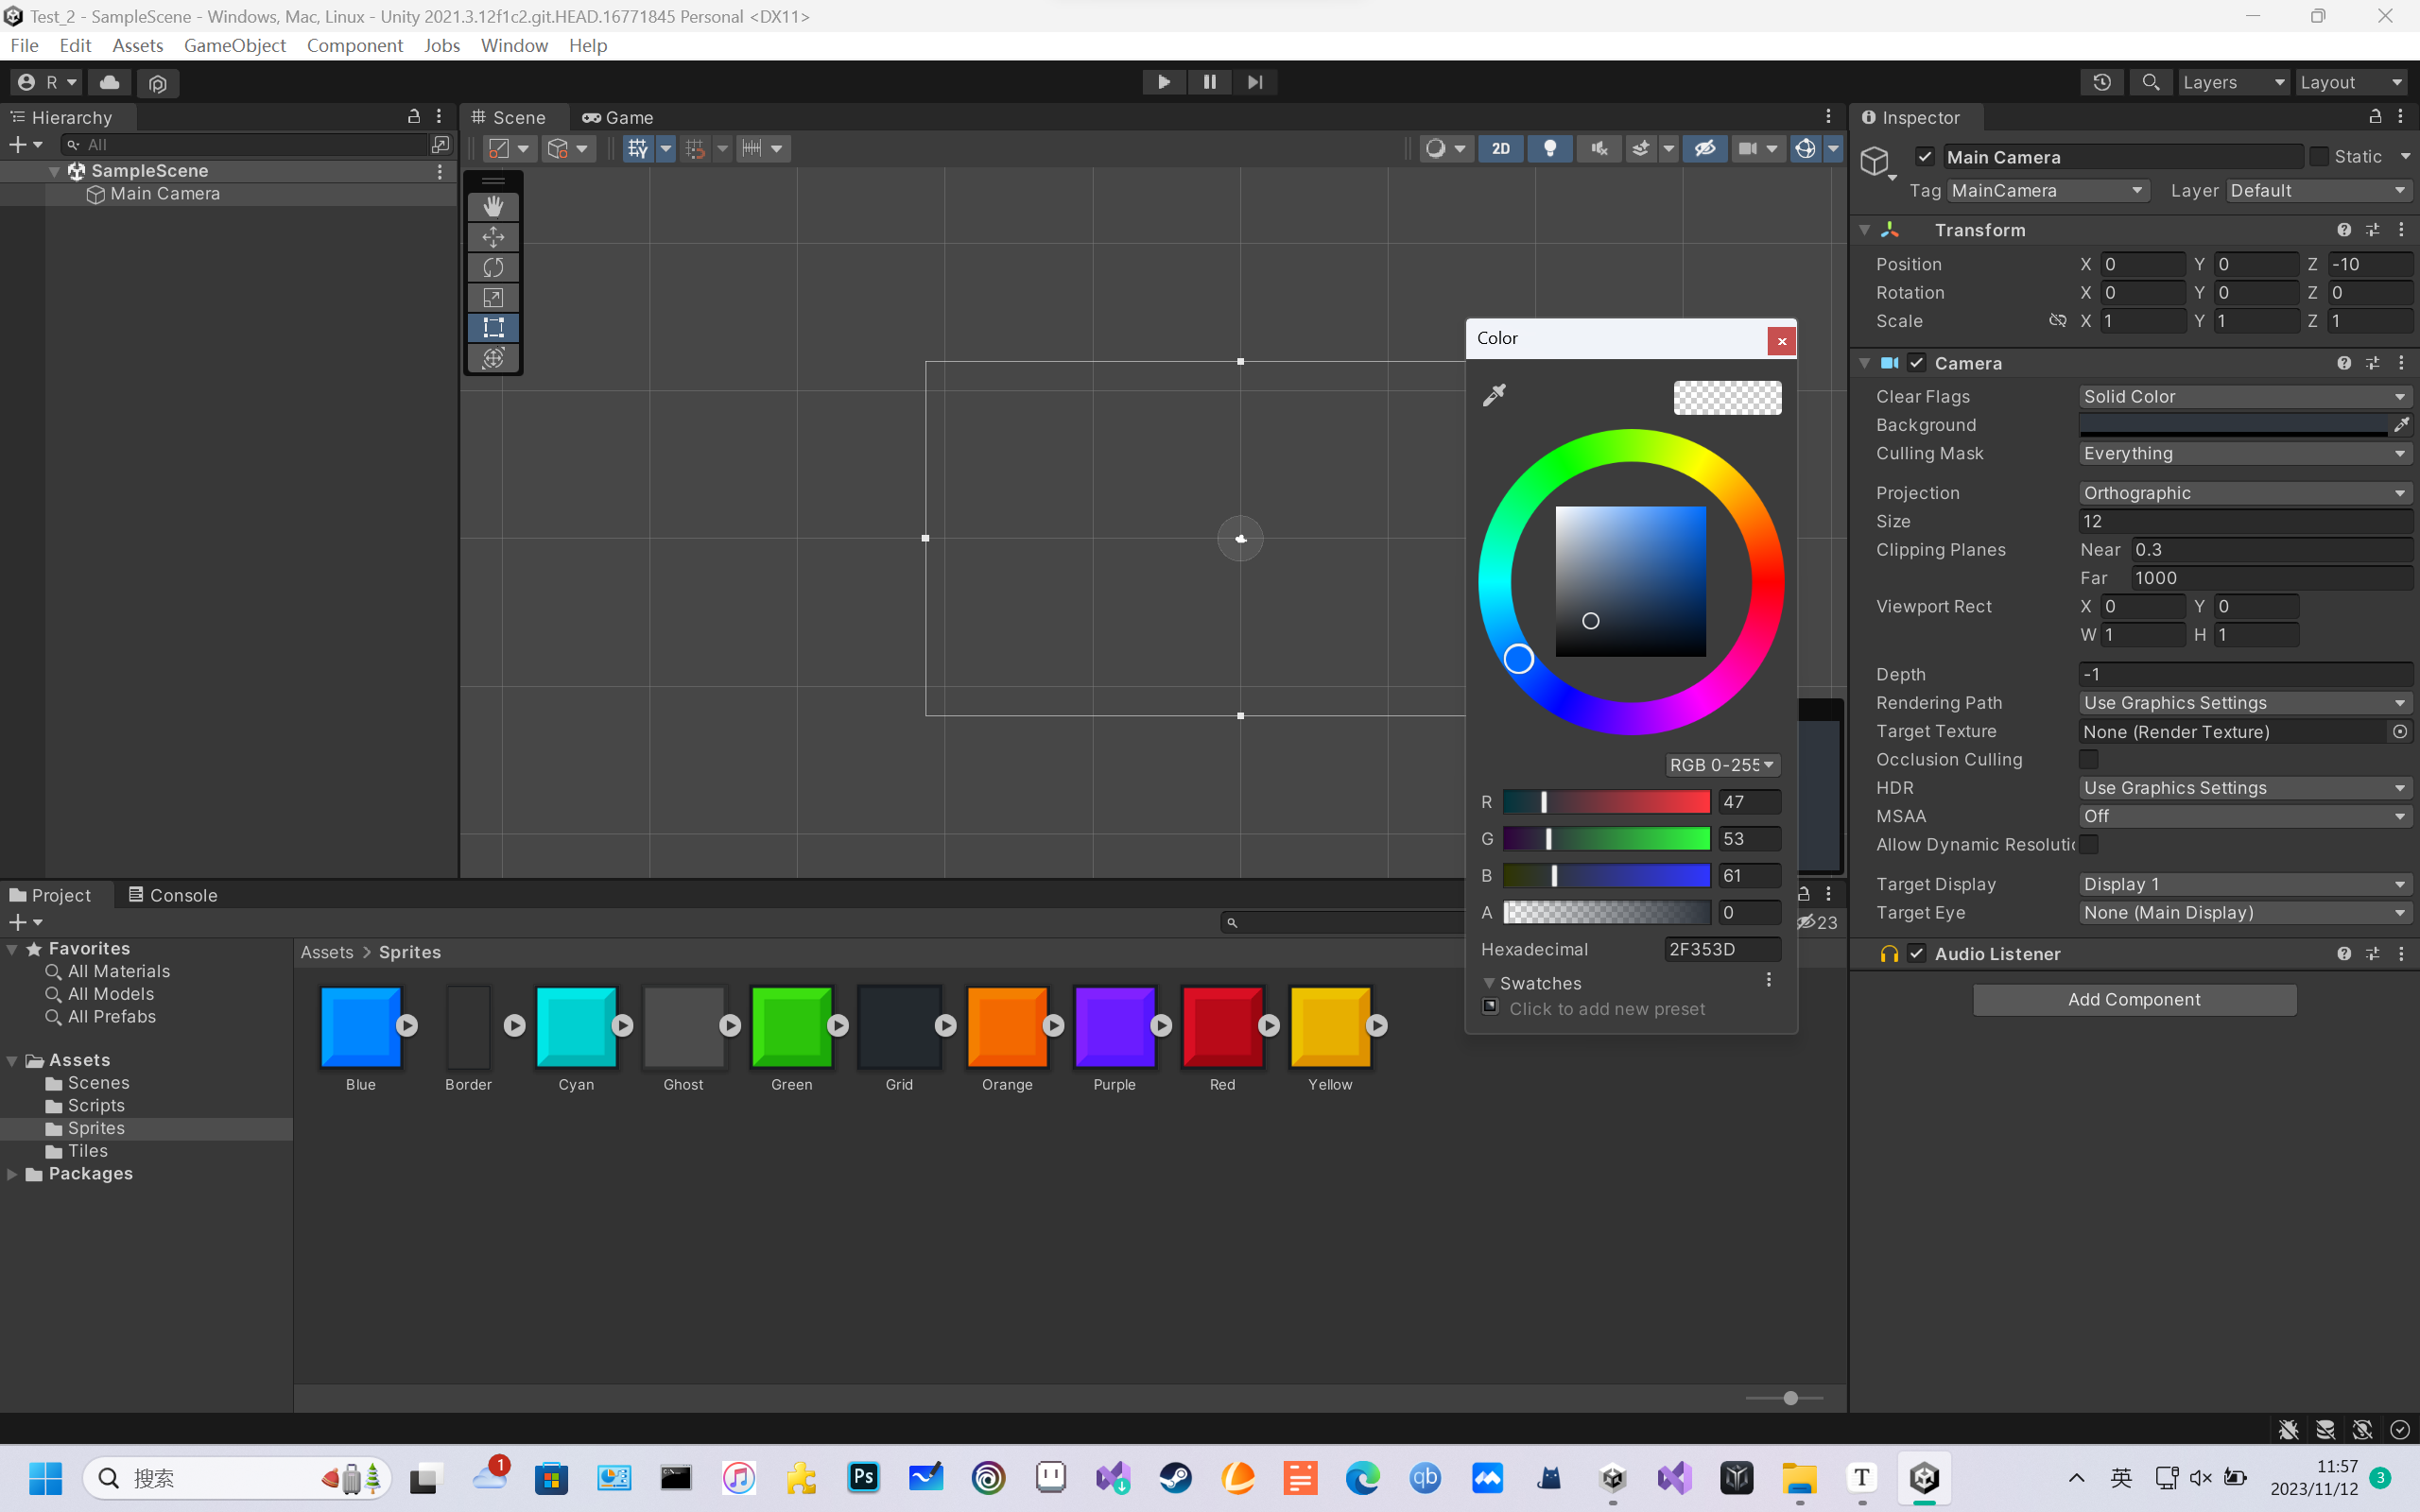 Test_2 - SampleScene - Windows, Mac, Linux - Unity 2021.3.12f1c2.git.HEAD.16771845 Personal <DX11>
File Edit Assets GameObject Component Jobs Window Help
R
Layers Layout
Hierarchy
All
SampleScene
Main Camera
Scene Game
2D
Color
RGB 0-255
R 47
G 53
B 61
A 0
Hexadecimal 2F353D
Swatches
Click to add new preset
Inspector
Main Camera Static
Tag MainCamera Layer Default
Transform
Position X 0 Y 0 Z -10
Rotation X 0 Y 0 Z 0
Scale X 1 Y 1 Z 1
Camera
Clear Flags Solid Color
Background
Culling Mask Everything
Projection Orthographic
Size 12
Clipping Planes Near 0.3
Far 1000
Viewport Rect X 0 Y 0
W 1 H 1
Depth -1
Rendering Path Use Graphics Settings
Target Texture None (Render Texture)
Occlusion Culling
HDR Use Graphics Settings
MSAA Off
Allow Dynamic Resoluti
Target Display Display 1
Target Eye None (Main Display)
Audio Listener
Add Component
Project Console
23
Favorites
All Materials
All Models
All Prefabs
Assets
Scenes
Scripts
Sprites
Tiles
Packages
Assets > Sprites
Blue Border Cyan Ghost Green Grid Orange Purple Red Yellow
搜索
1
Ps
qb
T
英
11:57
2023/11/12
3